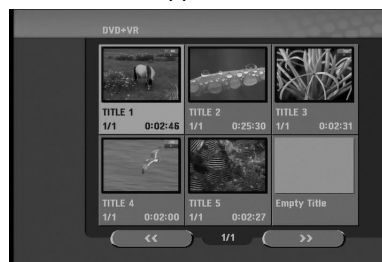 DVD+VR
TITLE 1
1/1 0:02:46
TITLE 2
1/1 0:25:30
TITLE 3
1/1 0:02:31
TITLE 4
1/1 0:02:00
TITLE 5
1/1 0:02:27
Empty Title
<< 1/1 >>